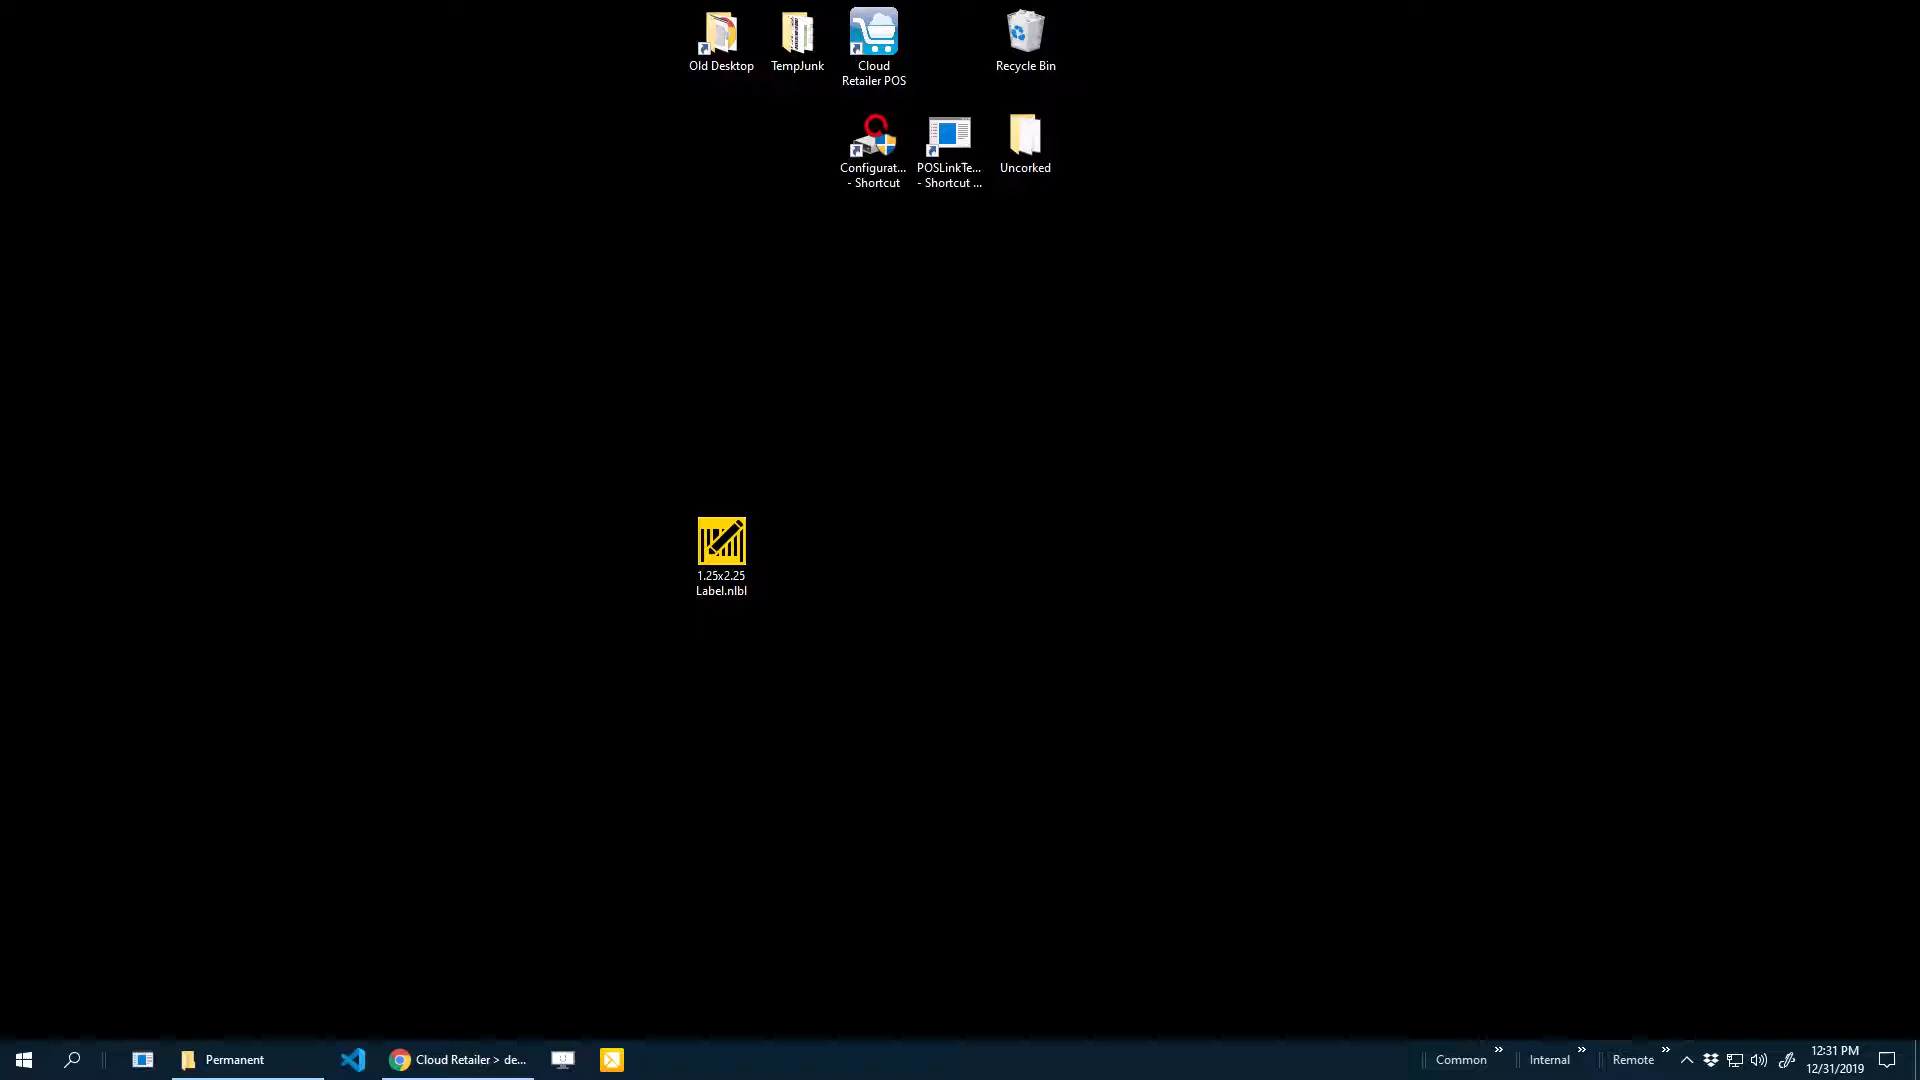 Old Desktop
TempJunk
Cloud
Retailer POS
Recycle Bin
Configurat...
- Shortcut
POSLinkTe...
- Shortcut ...
Uncorked
1.25x2.25
Label.nlbl
Permanent
Cloud Retailer > de...
Common
Internal
Remote
12:31 PM
12/31/2019